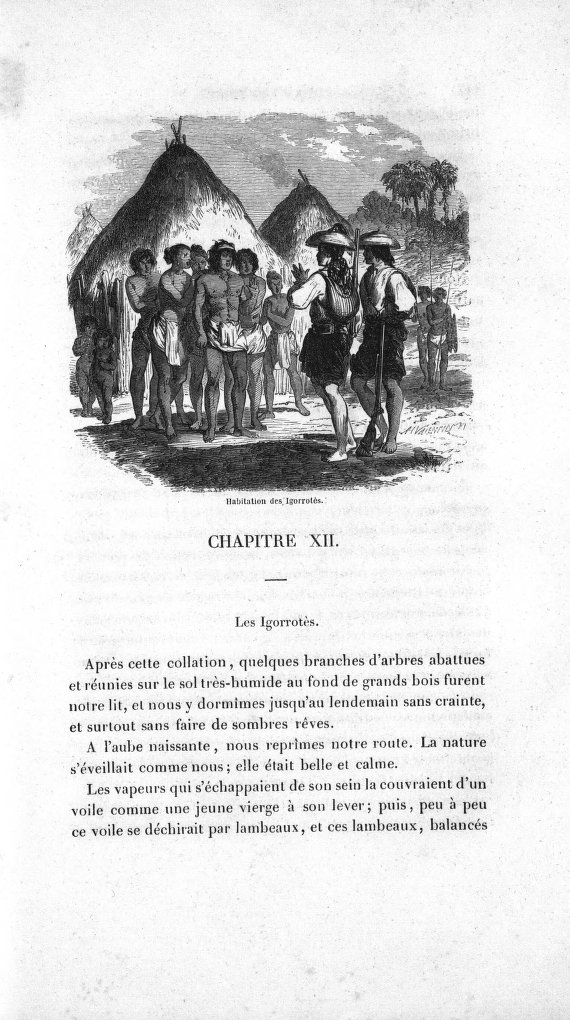 Habitation des Igorrotès.
CHAPITRE XII.
Les Igorrotès.
Après cette collation, quelques branches d'arbres abattues
et réunies sur le sol très-humide au fond de grands bois furent
notre lit, et nous y dormîmes jusqu'au lendemain sans crainte,
et surtout sans faire de sombres rêves.
A l'aube naissante, nous reprîmes notre route. La nature
s'éveillait comme nous; elle était belle et calme.
Les vapeurs qui s'échappaient de son sein la couvraient d'un
voile comme une jeune vierge à son lever; puis, peu à peu
ce voile se déchirait par lambeaux, et ces lambeaux, balancés